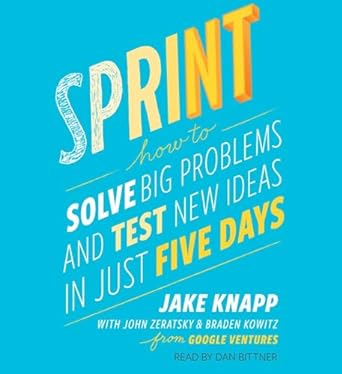 SPRINT
how to
SOLVE BIG PROBLEMS
AND TEST NEW IDEAS
IN JUST FIVE DAYS
JAKE KNAPP
WITH JOHN ZERATSKY & BRADEN KOWITZ
from GOOGLE VENTURES
READ BY DAN BITTNER